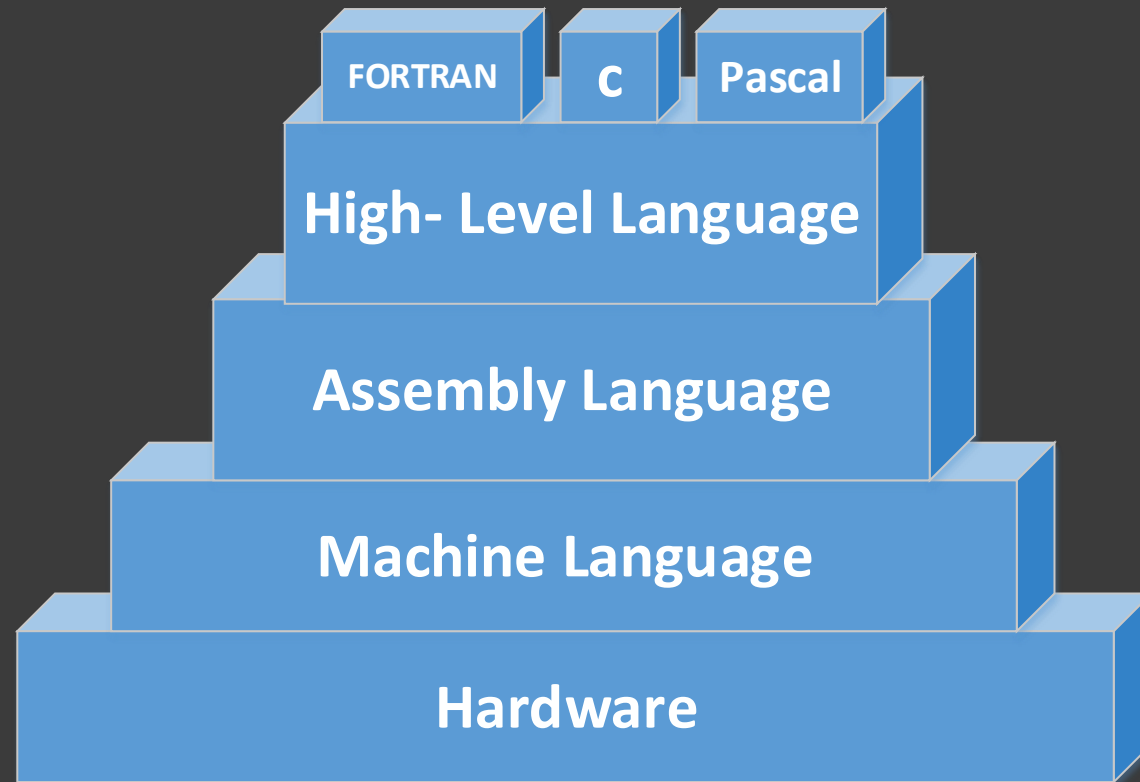 FORTRAN c Pascal
High- Level Language
Assembly Language
Machine Language
Hardware